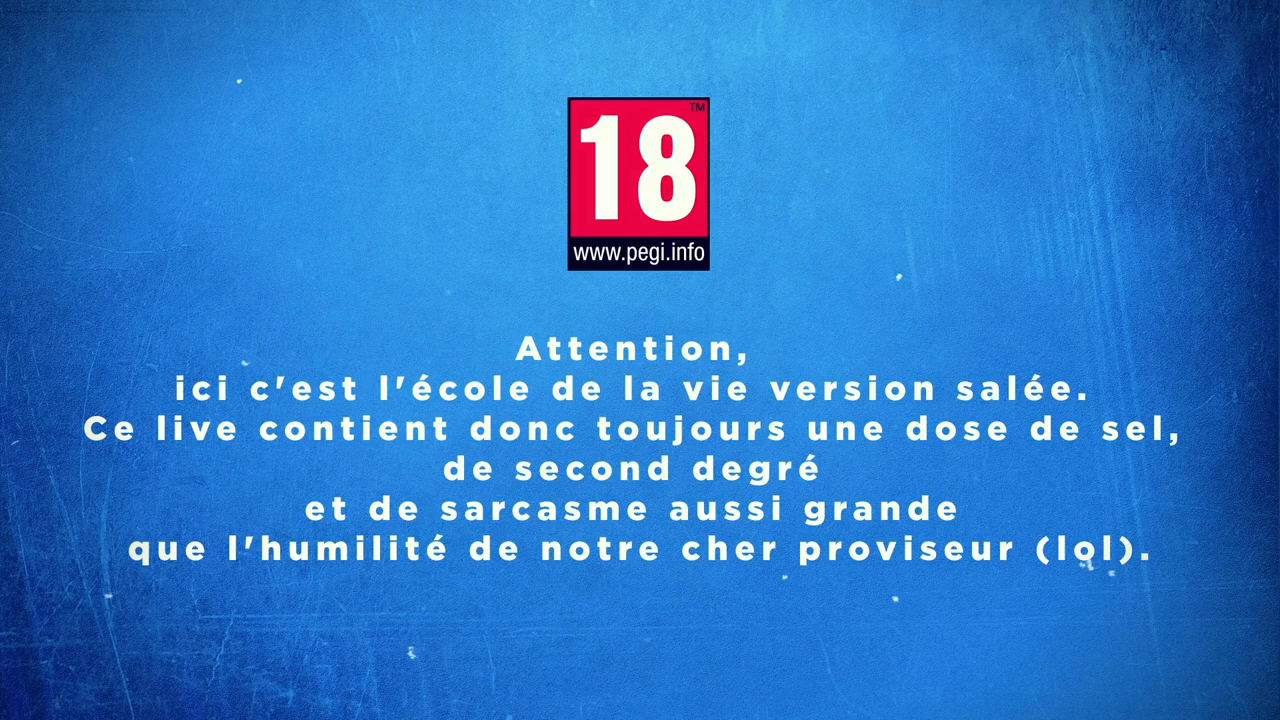 TM
18
www.pegi.info
Attention,
ici c'est l'école de la vie version salée.
Ce live contient donc toujours une dose de sel,
de second degré
et de sarcasme aussi grande
que l'humilité de notre cher proviseur (lol).